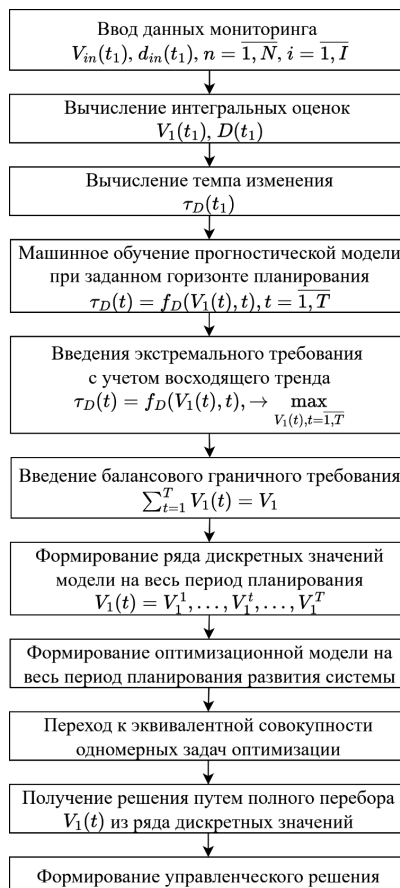 Ввод данных мониторинга
V_{in}(t_1), d_{in}(t_1), n = \overline{1, N}, i = \overline{1, I}
Вычисление интегральных оценок
V_1(t_1), D(t_1)
Вычисление темпа изменения
τ_D(t_1)
Машинное обучение прогностической модели
при заданном горизонте планирования
τ_D(t) = f_D(V_1(t), t), t = \overline{1, T}
Введения экстремального требования
с учетом восходящего тренда
τ_D(t) = f_D(V_1(t), t), → \max_{V_1(t), t=\overline{1,T}}
Введение балансового граничного требования
∑_{t=1}^{T} V_1(t) = V_1
Формирование ряда дискретных значений
модели на весь период планирования
V_1(t) = V_1^1, …, V_1^t, …, V_1^T
Формирование оптимизационной модели на
весь период планирования развития системы
Переход к эквивалентной совокупности
одномерных задач оптимизации
Получение решения путем полного перебора
V_1(t) из ряда дискретных значений
Формирование управленческого решения